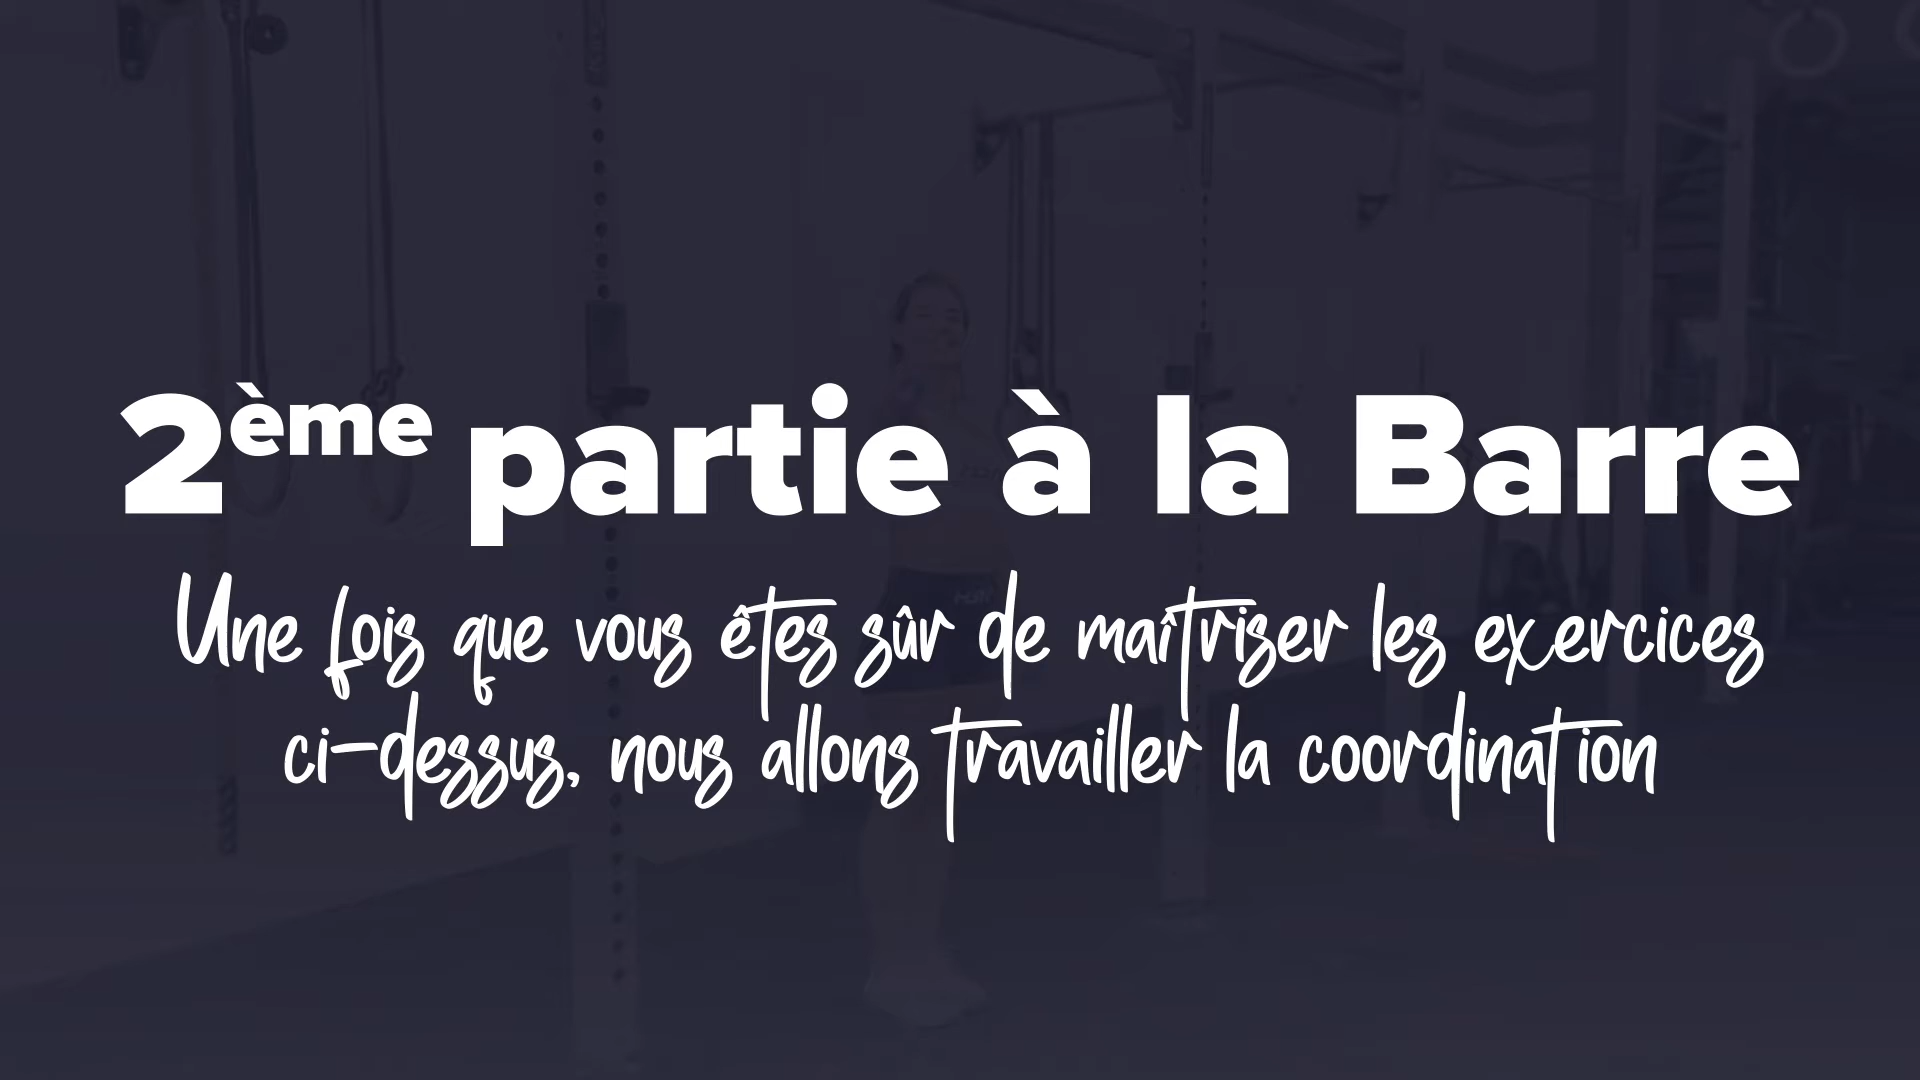 2ème partie à la Barre
Une fois que vous êtes sûr de maîtriser les exercices
ci-dessus, nous allons travailler la coordination